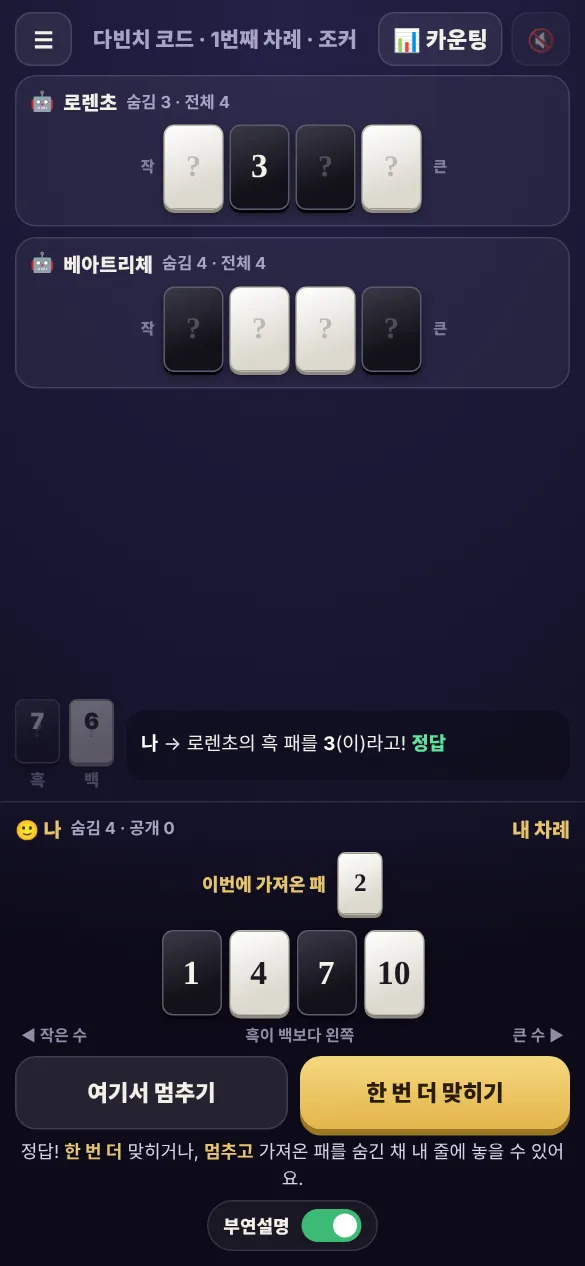 다빈치 코드 · 1번째 차례 · 조커
카운팅
로렌초 숨김 3 · 전체 4
작 ? 3 ? ? 큰
베아트리체 숨김 4 · 전체 4
작 ? ? ? ? 큰
7 6
흑 백
나 → 로렌초의 흑 패를 3(이)라고! 정답
나 숨김 4 · 공개 0
내 차례
이번에 가져온 패 2
1 4 7 10
◀ 작은 수 흑이 백보다 왼쪽 큰 수 ▶
여기서 멈추기
한 번 더 맞히기
정답! 한 번 더 맞히거나, 멈추고 가져온 패를 숨긴 채 내 줄에 놓을 수 있어
요.
부연설명